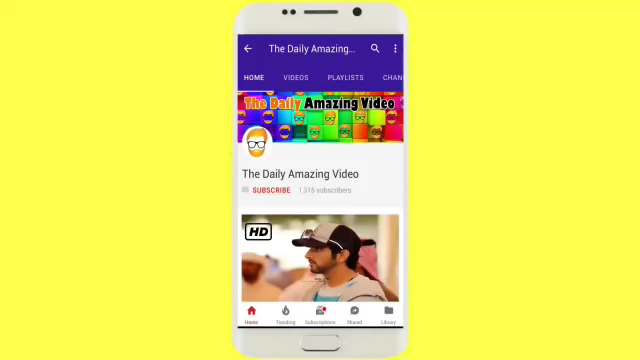 The Daily Amazing...
HOME VIDEOS PLAYLISTS CHAN
The Daily Amazing Video
The Daily Amazing Video
SUBSCRIBE 1,316 subscribers
HD
Home Trending Subscriptions Shared Library